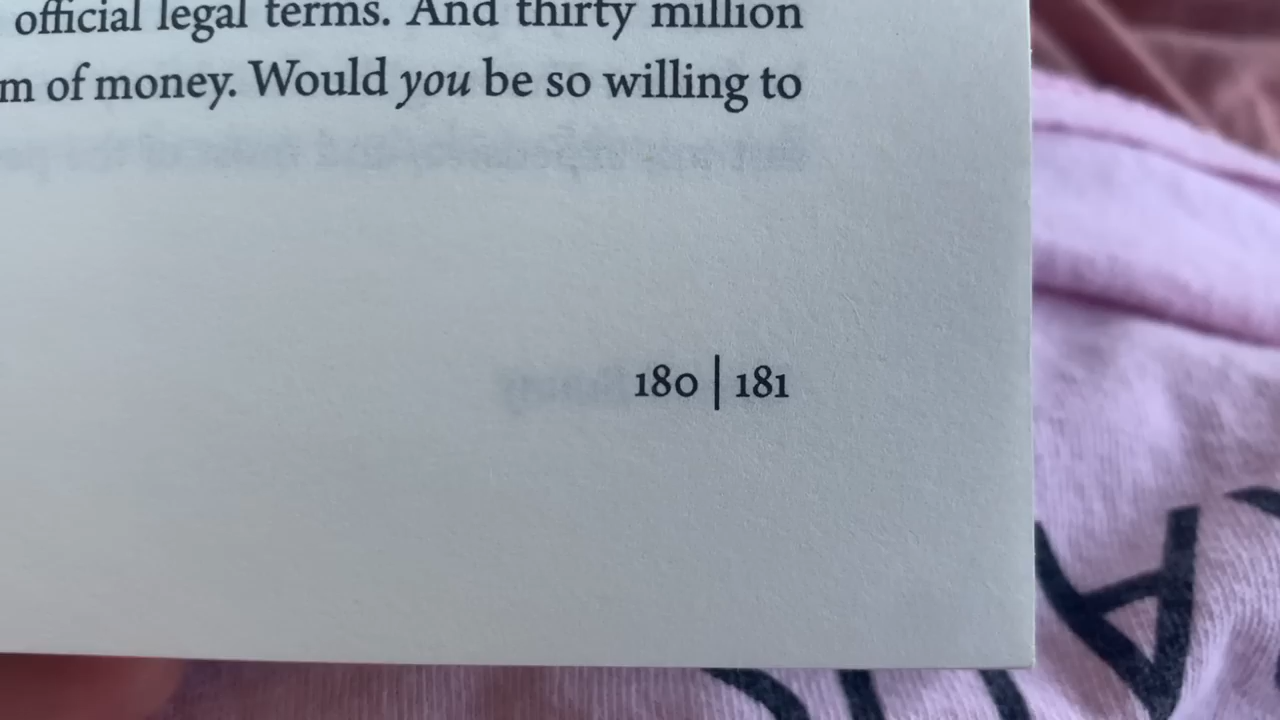 official legal terms. And thirty million
m of money. Would you be so willing to
180 | 181